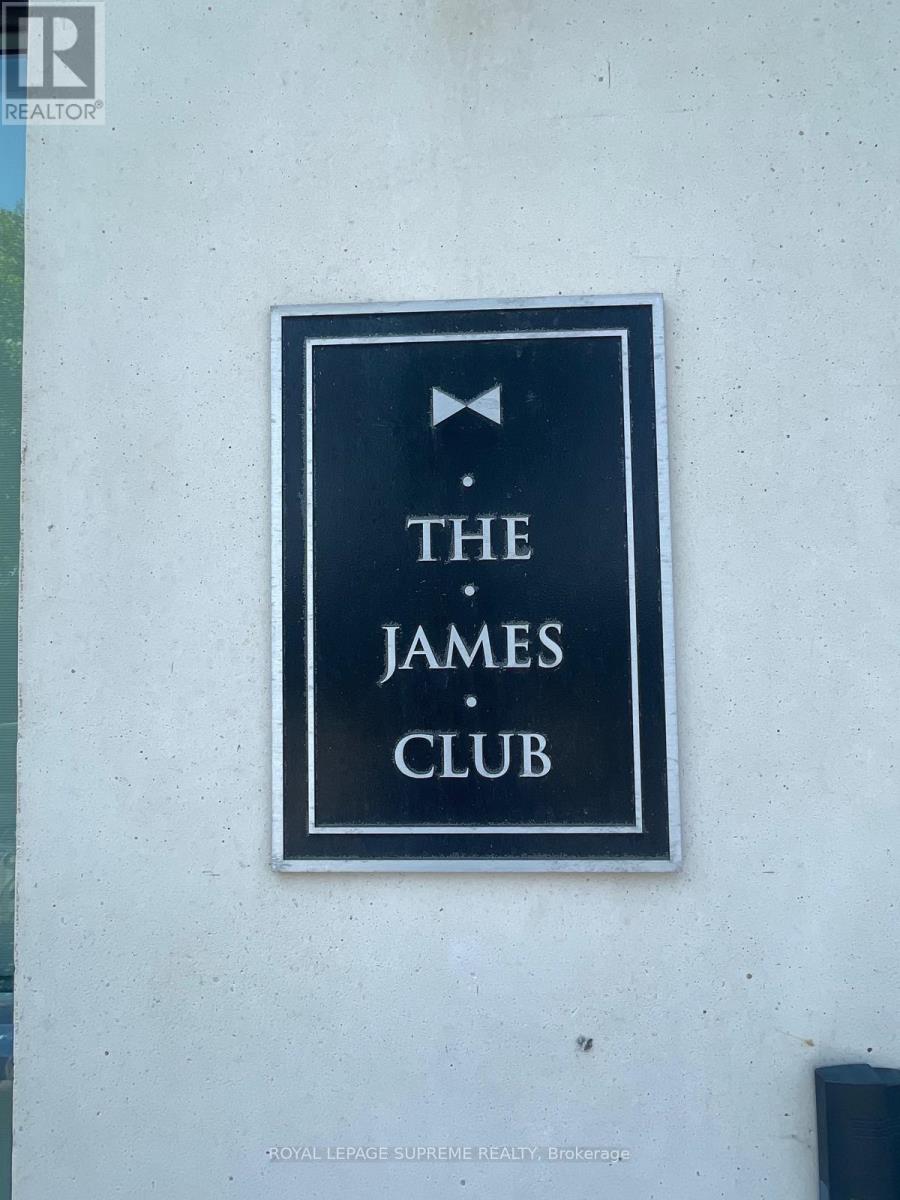 R
REALTOR®
THE
JAMES
CLUB
ROYAL LEPAGE SUPREME REALTY, Brokerage